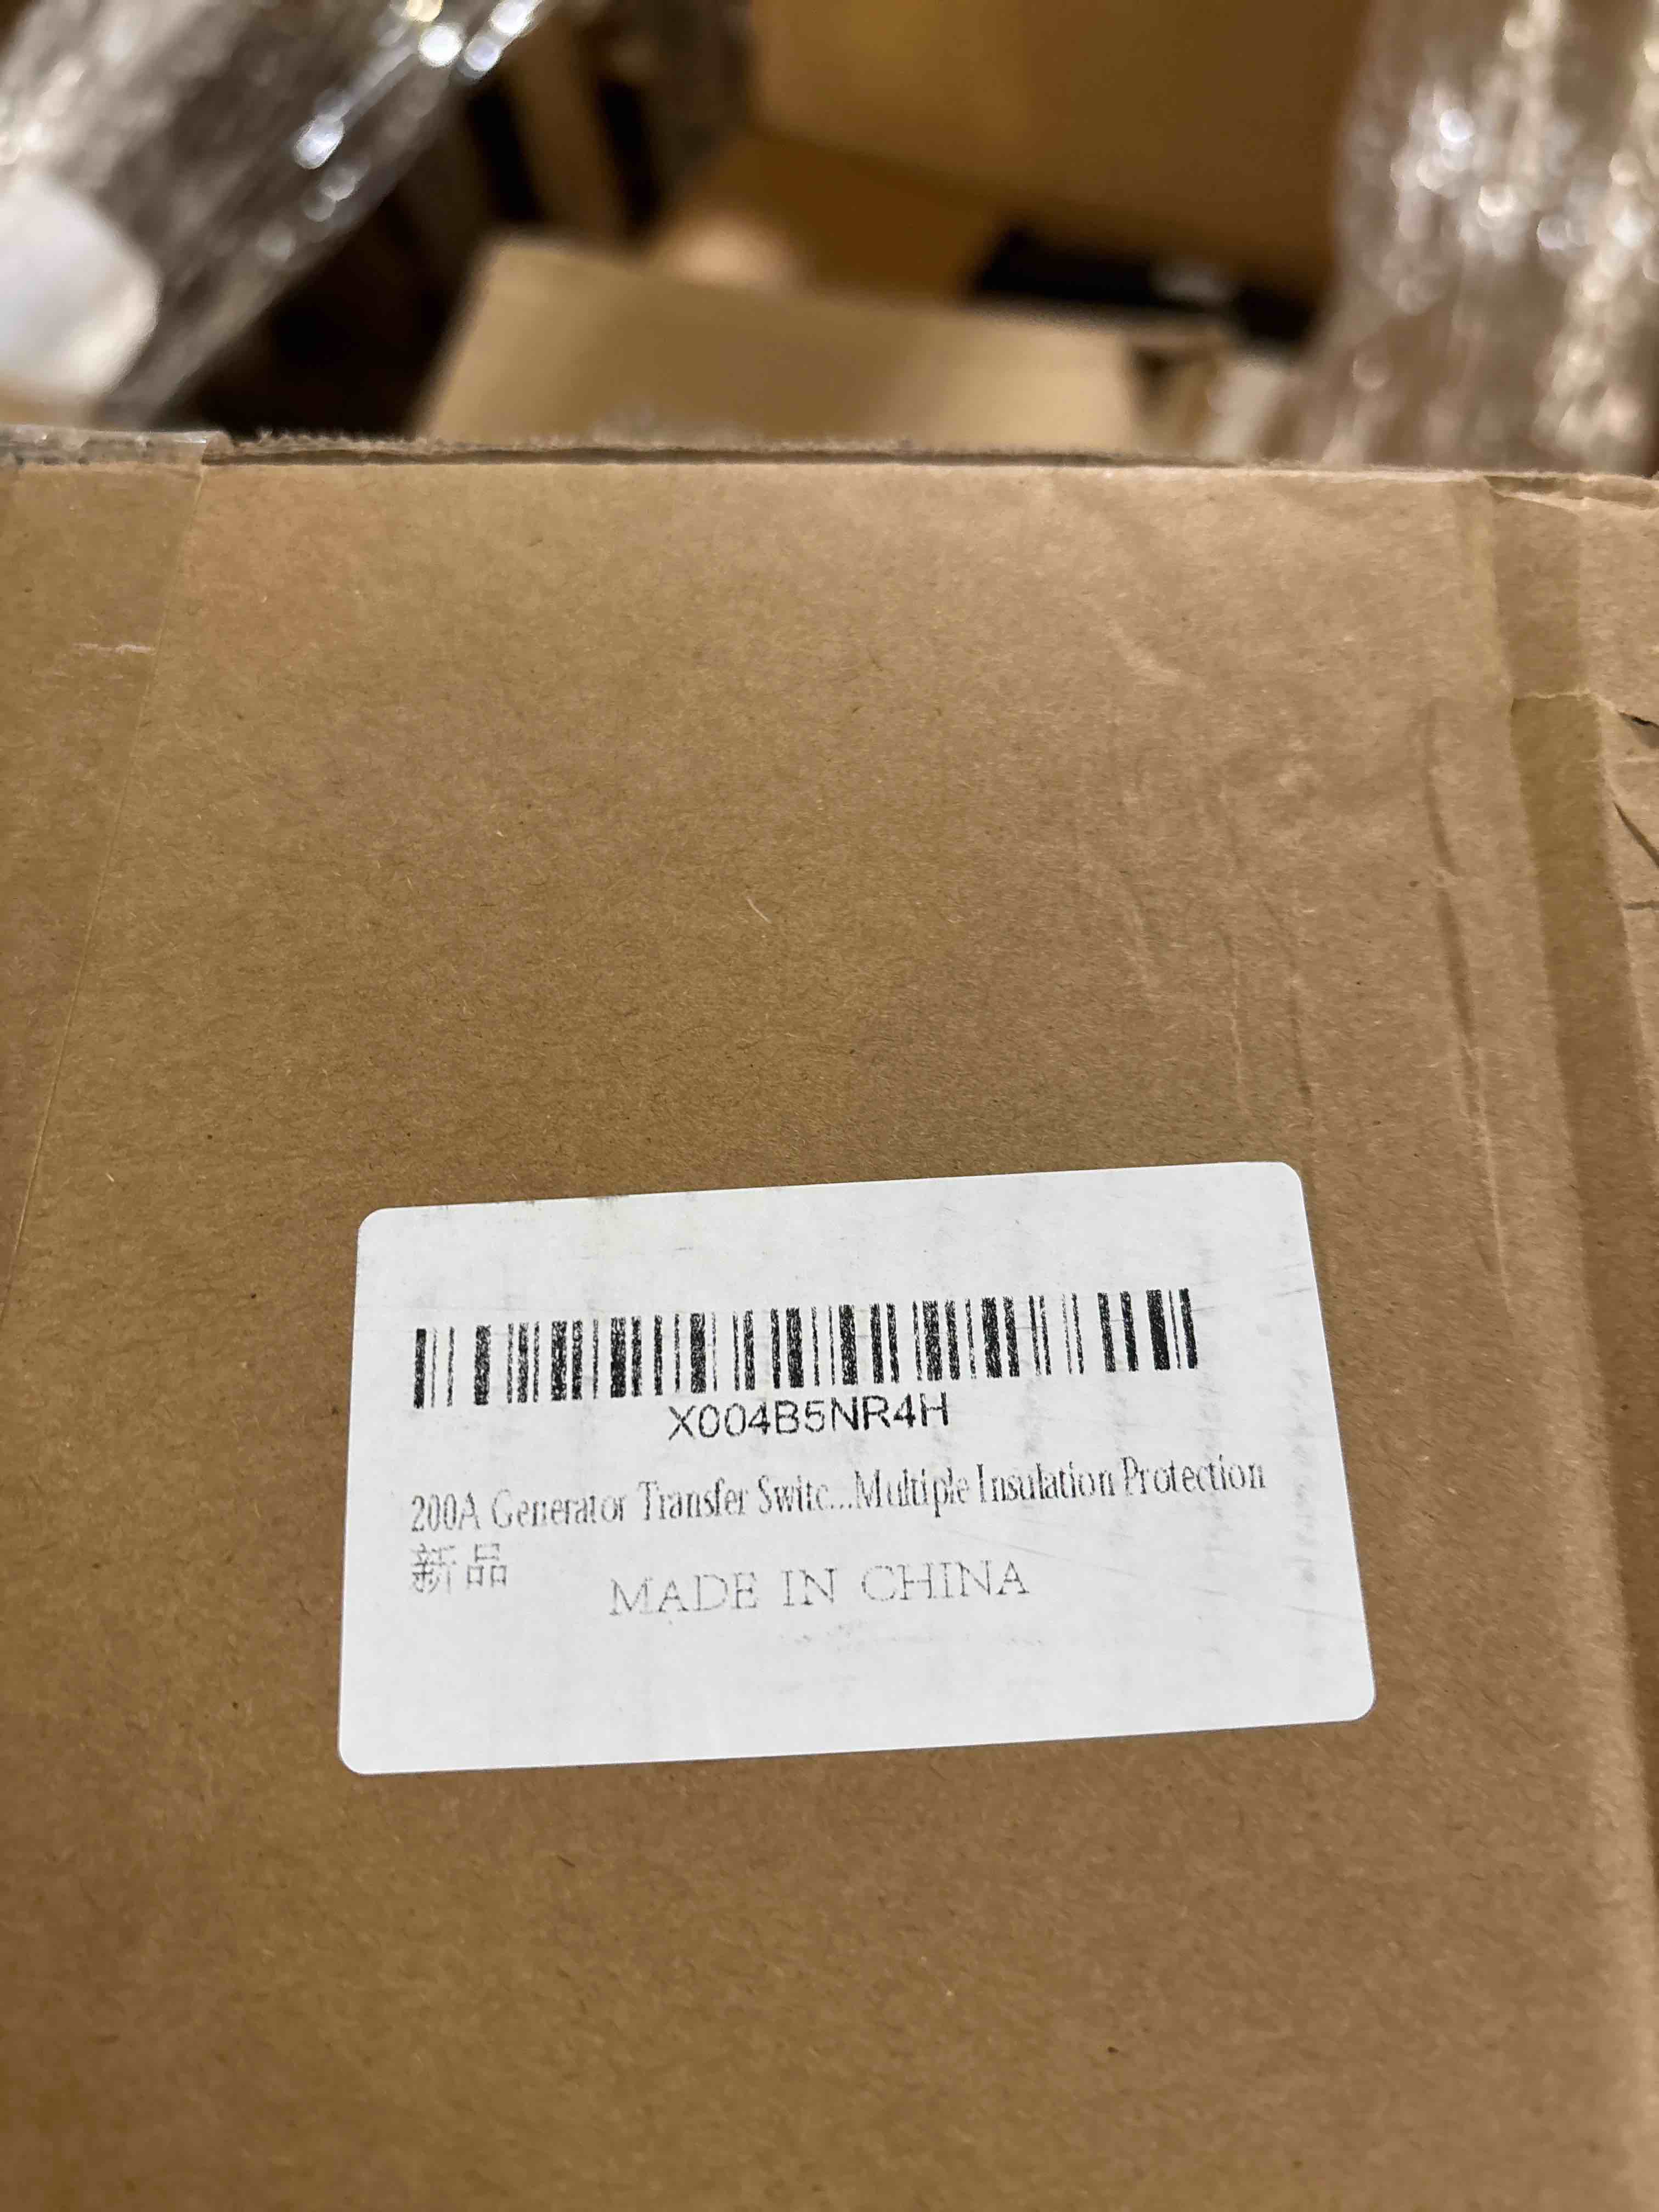 X004B5NR4H
200A Generator Transfer Switc...Multiple Insulation Protection
新品
MADE IN CHINA